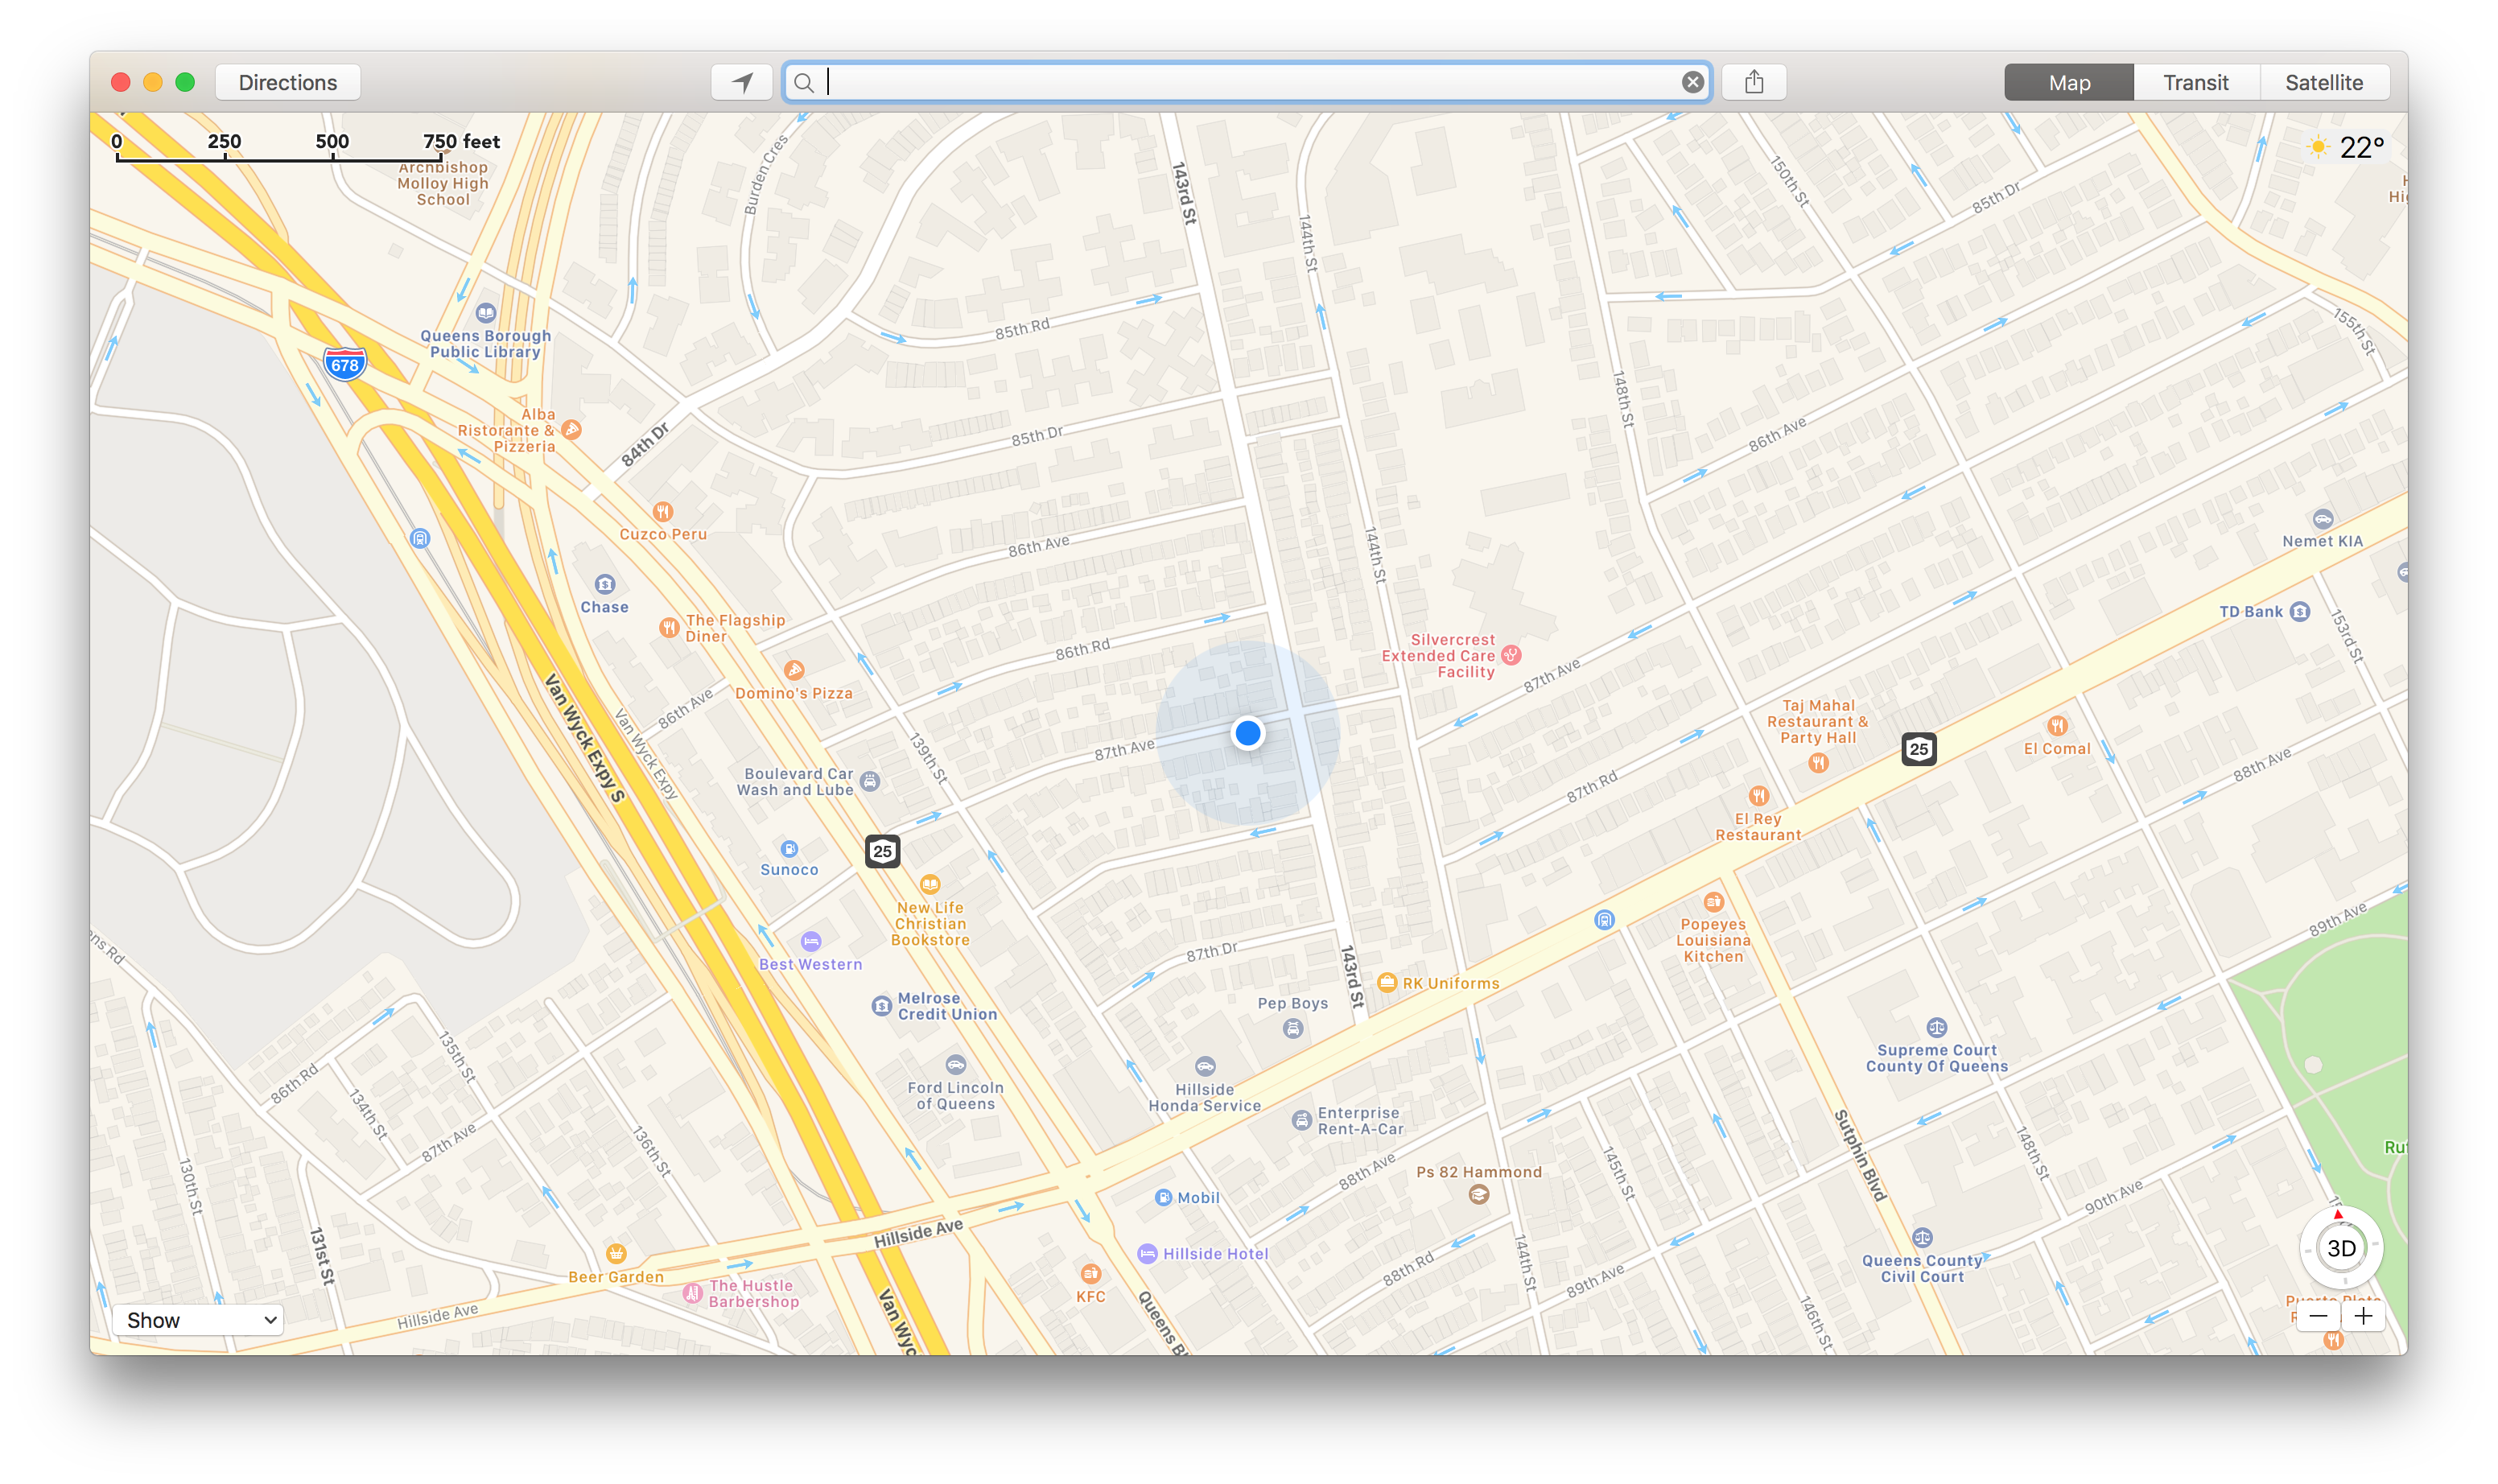 Directions
Map
Transit
Satellite
0 250 500 750 feet
22°
Archbishop
Molloy High
School
Burden Cres
143rd St
144th St
150th St
85th Dr
155th St
Queens Borough
Public Library
678
85th Rd
148th St
Alba
Ristorante &
Pizzeria
84th Dr
85th Dr
86th Ave
Cuzco Peru
86th Ave
144th St
Nemet KIA
Chase
The Flagship
Diner
TD Bank
153rd St
86th Rd
Silvercrest
Extended Care
Facility
87th Ave
Domino's Pizza
86th Ave
Van Wyck Expy S
Van Wyck Expy
139th St
87th Ave
Taj Mahal
Restaurant &
Party Hall
25
El Comal
88th Ave
Boulevard Car
Wash and Lube
87th Rd
El Rey
Restaurant
25
Sunoco
New Life
Christian
Bookstore
Popeyes
Louisiana
Kitchen
89th Ave
ens Rd
Best Western
87th Dr
143rd St
RK Uniforms
Melrose
Credit Union
Pep Boys
135th St
Supreme Court
County Of Queens
86th Rd
134th St
Ford Lincoln
of Queens
Hillside
Honda Service
Enterprise
Rent-A-Car
87th Ave
136th St
Sutphin Blvd
148th St
Ruf
130th St
88th Ave
Ps 82 Hammond
145th St
90th Ave
Mobil
131st St
Hillside Ave
Hillside Hotel
144th St
Queens County
Civil Court
3D
Beer Garden
The Hustle
Barbershop
KFC
88th Rd
89th Ave
Show
Hillside Ave
Van Wyc
Queens Bl
146th St